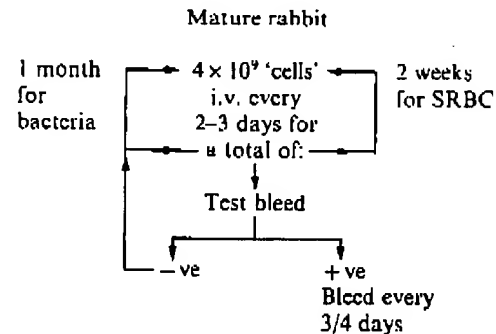 Mature rabbit
1 month
for
bacteria
4 × 10⁹ ‘cells’
i.v. every
2–3 days for
a total of:
2 weeks
for SRBC
Test bleed
–ve
+ve
Bleed every
3/4 days